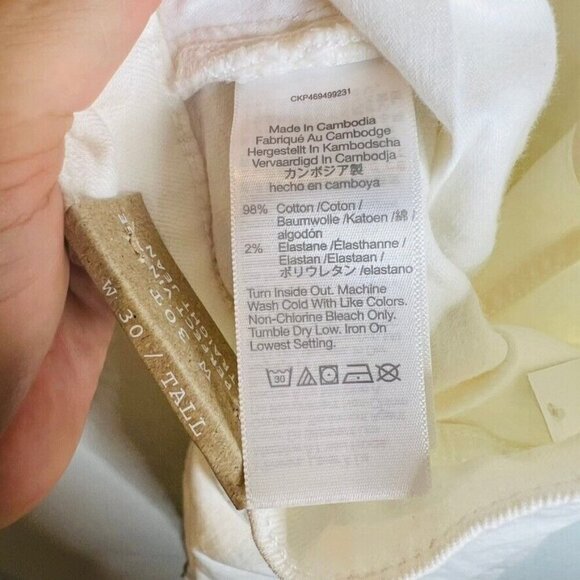 CKP469499231
Made In Cambodia
Fabriqué Au Cambodge
Hergestellt In Kambodscha
Vervaardigd In Cambodja
カンボジア製
hecho en camboya
98% Cotton /Coton /
Baumwolle /Katoen /綿 /
algodón
2% Elastane /Élasthanne /
Elastan /Elastaan /
ポリウレタン /elastano
Turn Inside Out. Machine
Wash Cold With Like Colors.
Non-Chlorine Bleach Only.
Tumble Dry Low. Iron On
Lowest Setting.
30
W 30 / TALL